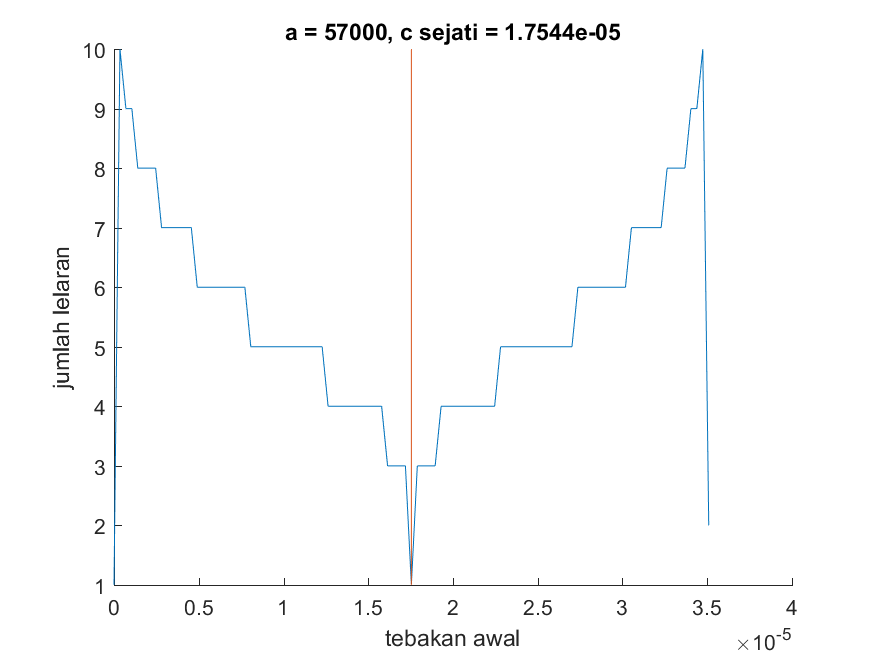 a = 57000, c sejati = 1.7544e-05
10
9
8
7
6
5
4
3
2
1
jumlah lelaran
0 0.5 1 1.5 2 2.5 3 3.5 4
tebakan awal
×10⁻⁵